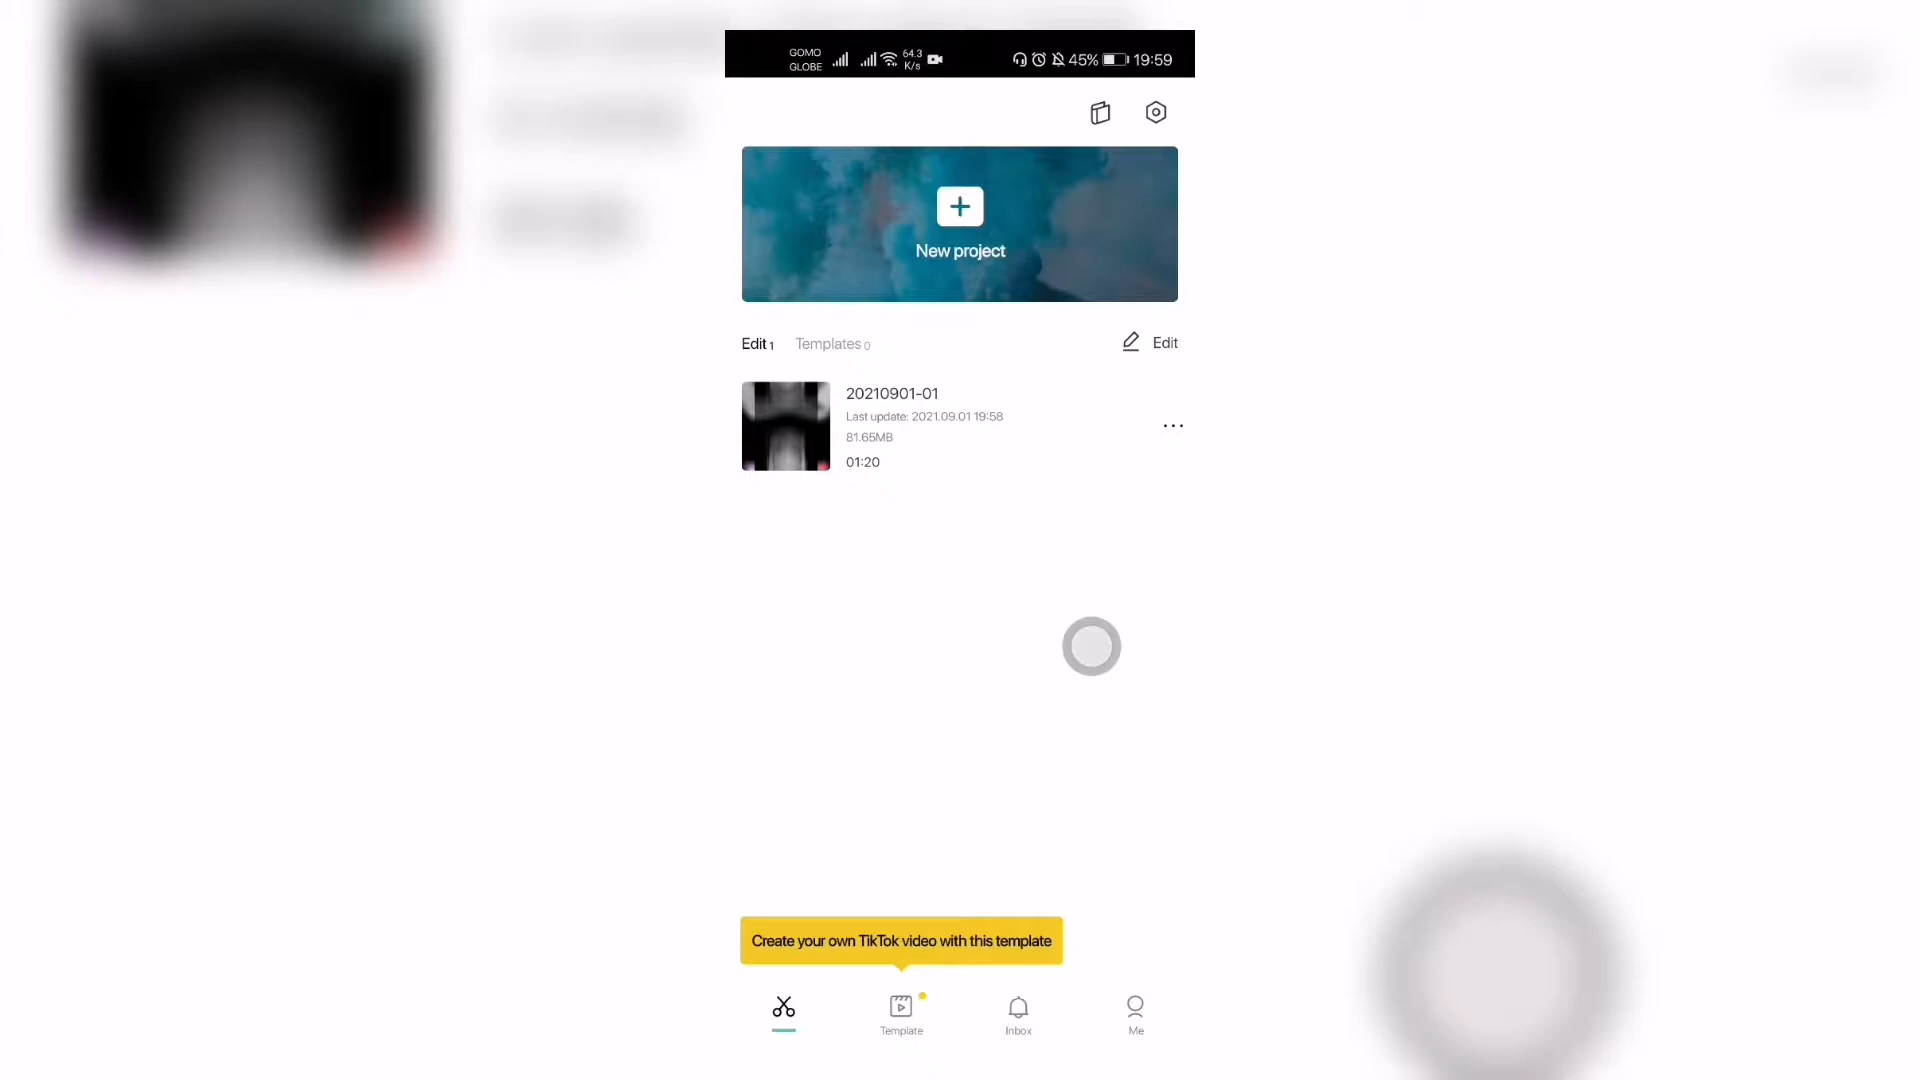 GOMO
GLOBE
64.3
K/s
45%
19:59
New project
Edit 1
Templates 0
Edit
20210901-01
Last update: 2021.09.01 19:58
81.65MB
01:20
Create your own TikTok video with this template
Template
Inbox
Me